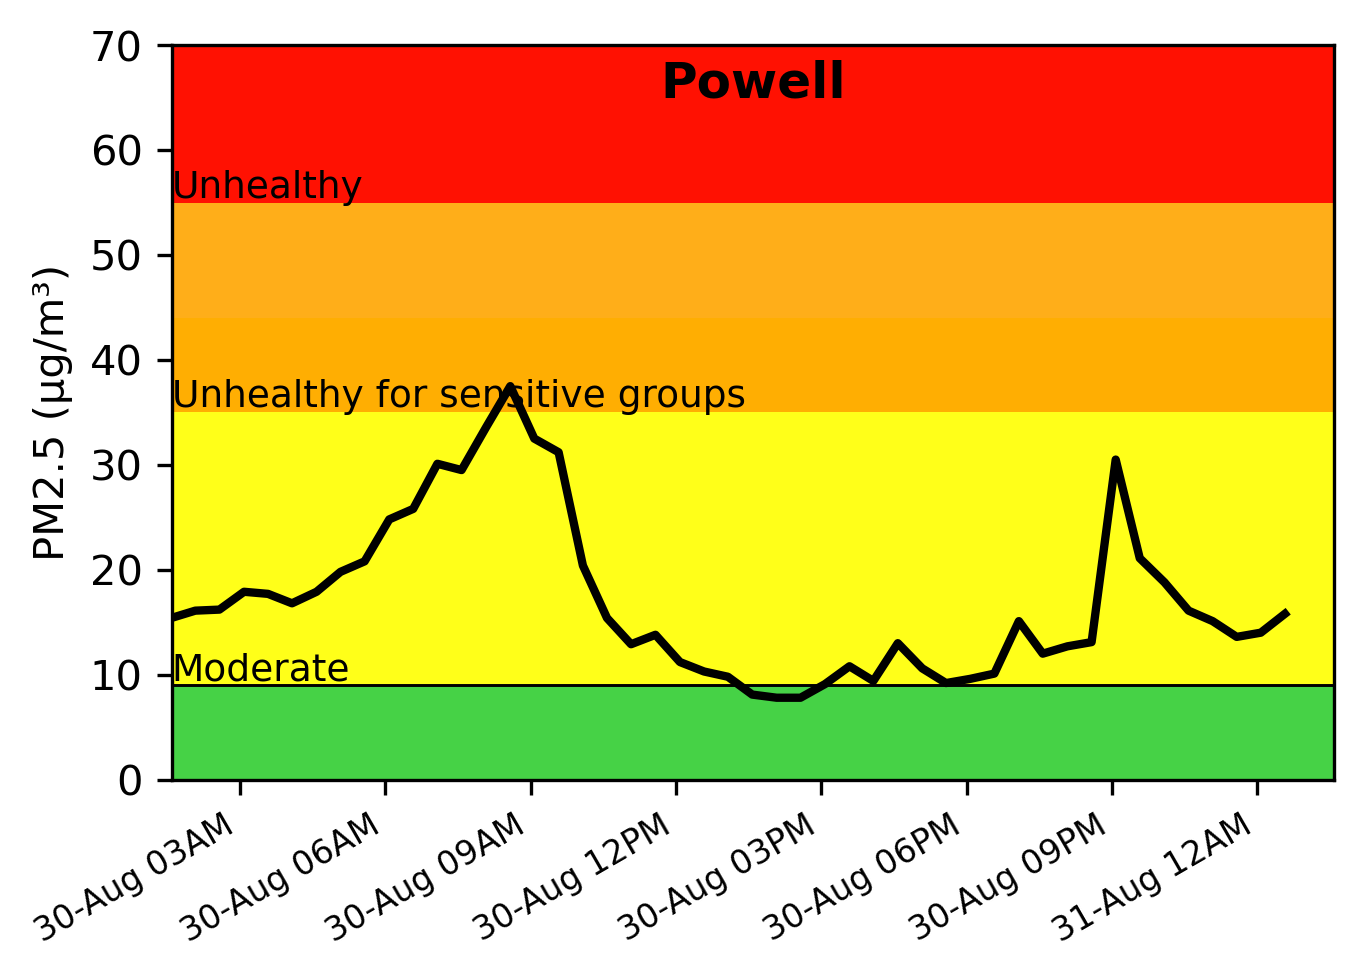 Powell
70
60
50
40
30
20
10
0
PM2.5 (µg/m³)
Unhealthy
Unhealthy for sensitive groups
Moderate
30-Aug 03AM
30-Aug 06AM
30-Aug 09AM
30-Aug 12PM
30-Aug 03PM
30-Aug 06PM
30-Aug 09PM
31-Aug 12AM